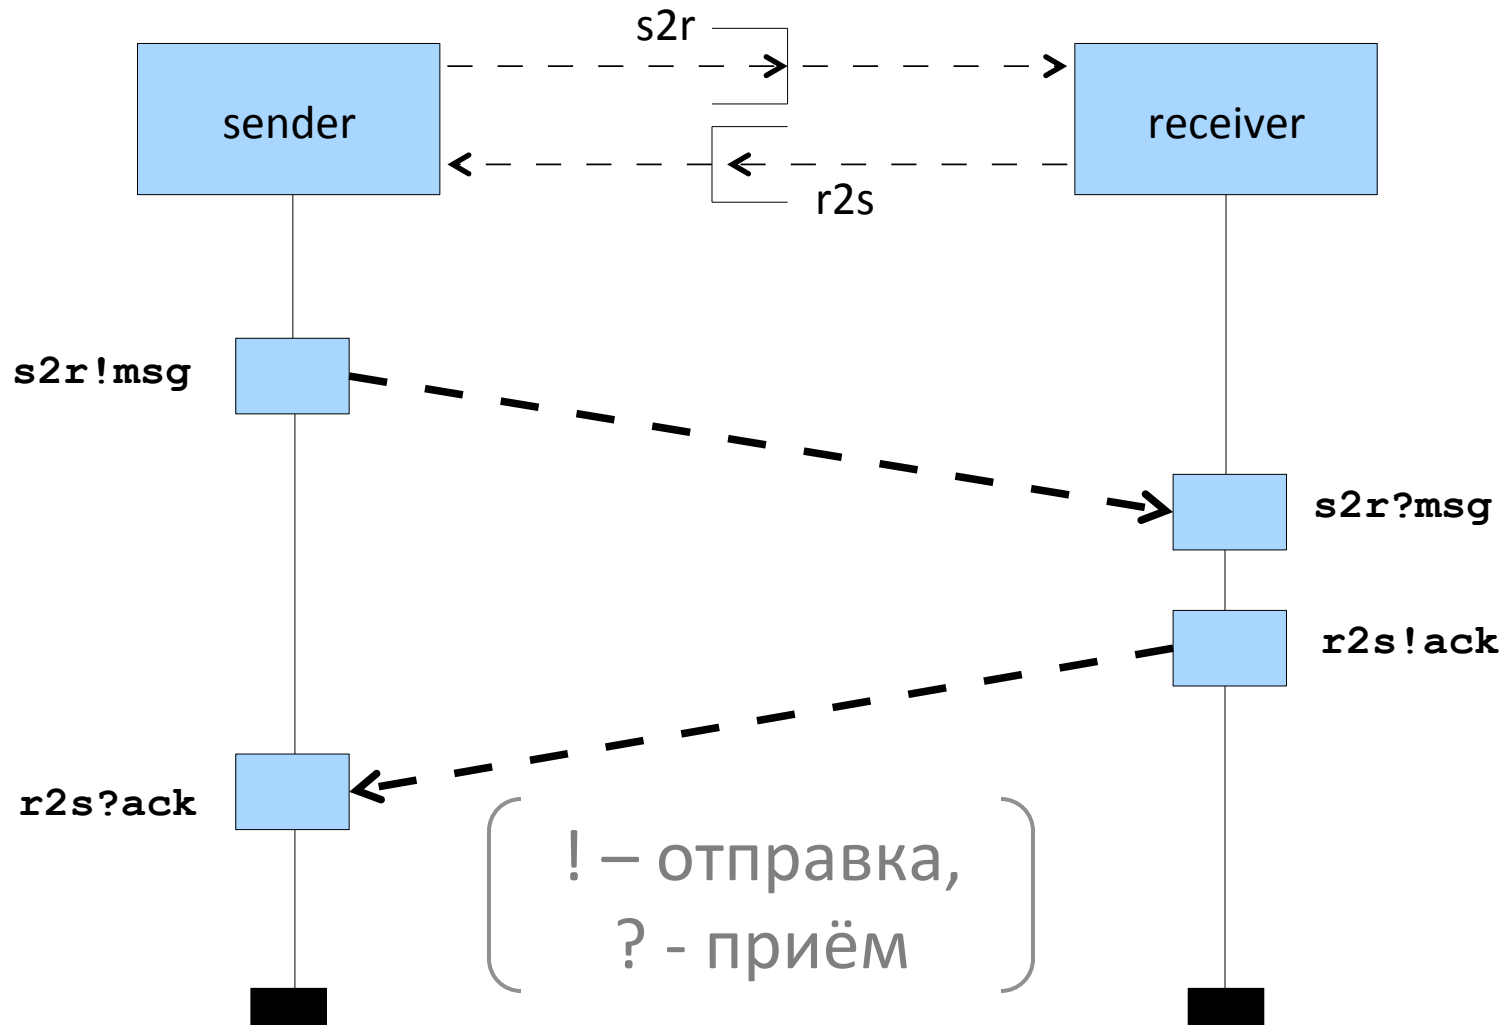 s2r
sender
receiver
r2s
s2r!msg
s2r?msg
r2s!ack
r2s?ack
! – отправка,
? - приём